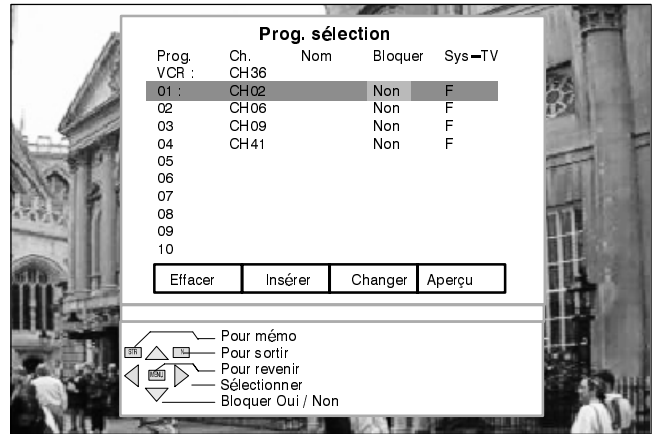 Prog. sélection
Prog. Ch. Nom Bloquer Sys-TV
VCR : CH36
01 : CH02 Non F
02 CH06 Non F
03 CH09 Non F
04 CH41 Non F
05
06
07
08
09
10
Effacer Insérer Changer Aperçu
STR Pour mémo
N Pour sortir
MENU Pour revenir
Sélectionner
Bloquer Oui / Non